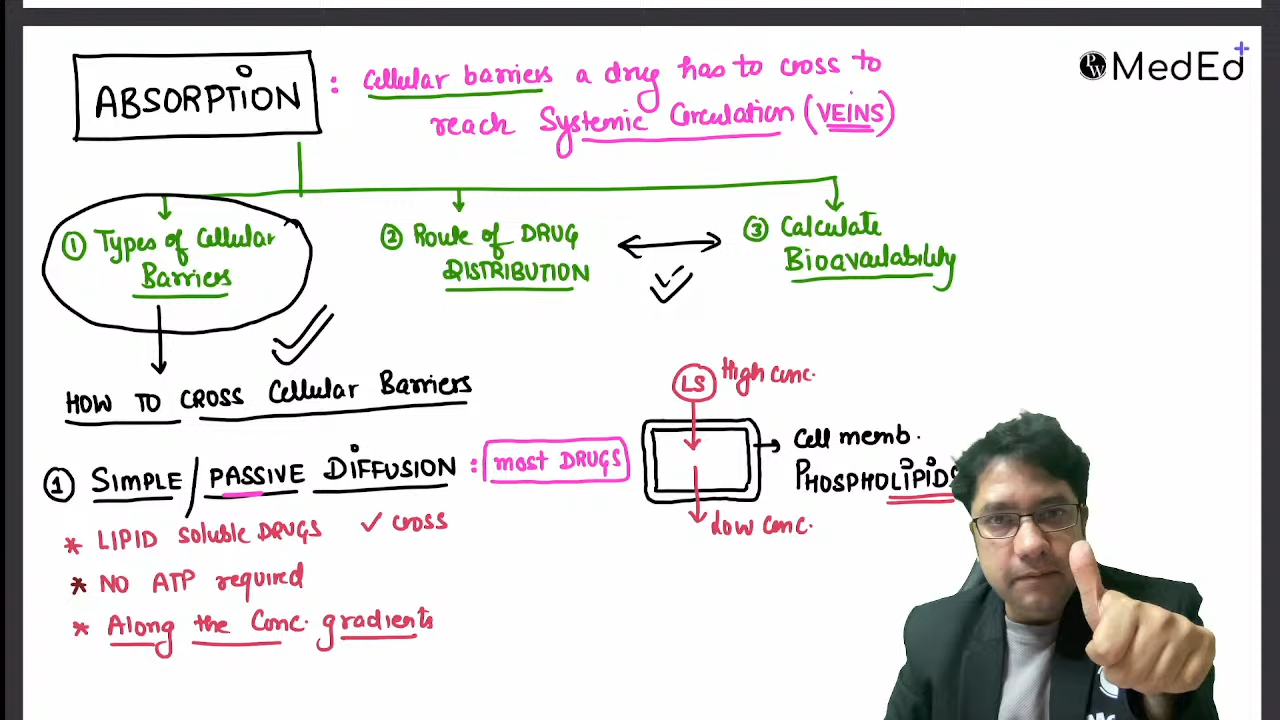 ABSORPTION : Cellular barriers a drug has to cross to
reach Systemic Circulation (VEINS)
PW MedEd+
① Types of Cellular
Barriers
② Route of DRUG
DISTRIBUTION
③ Calculate
Bioavailability
HOW TO CROSS Cellular Barriers
① SIMPLE / PASSIVE DIFFUSION : most DRUGS
* LIPID soluble DRUGS ✓ cross
* NO ATP required
* Along the Conc. gradients
LS High conc.
Cell memb.
PHOSPHOLIPIDS
Low conc.